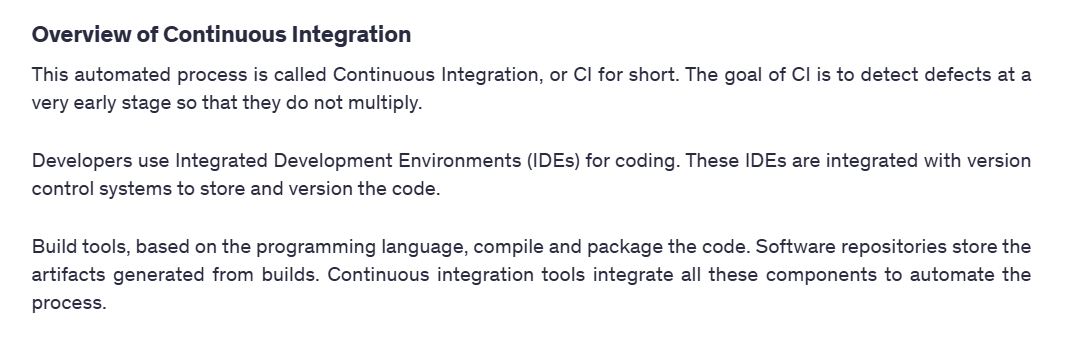 Overview of Continuous Integration
This automated process is called Continuous Integration, or CI for short. The goal of CI is to detect defects at a
very early stage so that they do not multiply.
Developers use Integrated Development Environments (IDEs) for coding. These IDEs are integrated with version
control systems to store and version the code.
Build tools, based on the programming language, compile and package the code. Software repositories store the
artifacts generated from builds. Continuous integration tools integrate all these components to automate the
process.